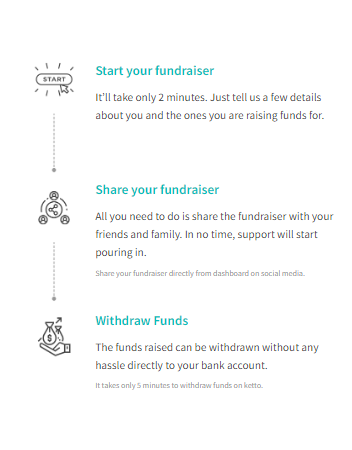 START
Start your fundraiser
It'll take only 2 minutes. Just tell us a few details
about you and the ones you are raising funds for.
Share your fundraiser
All you need to do is share the fundraiser with your
friends and family. In no time, support will start
pouring in.
Share your fundraiser directly from dashboard on social media.
$
Withdraw Funds
The funds raised can be withdrawn without any
hassle directly to your bank account.
It takes only 5 minutes to withdraw funds on ketto.